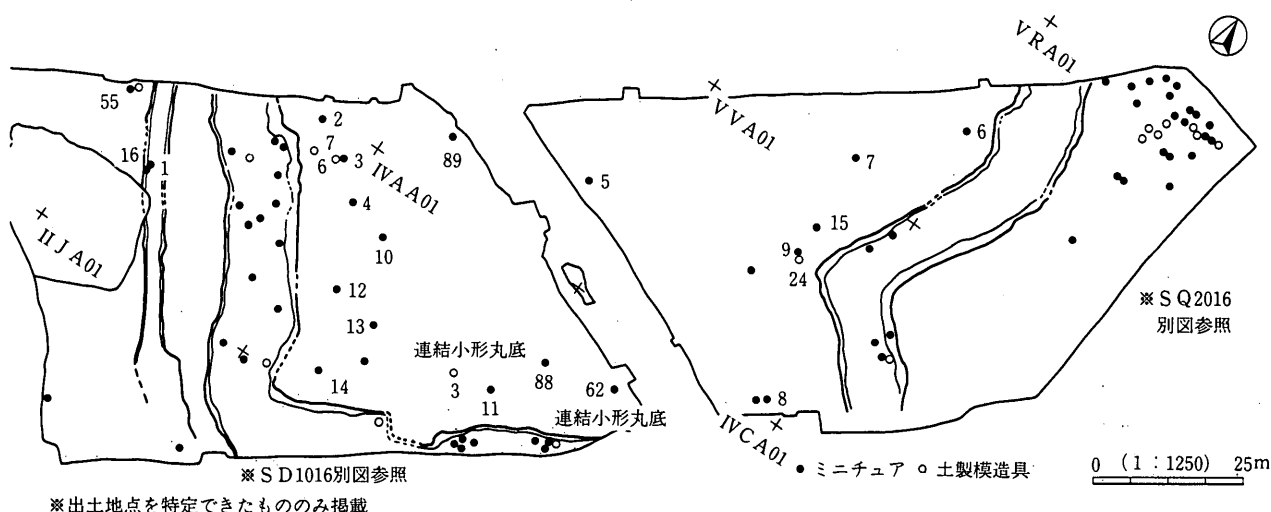 VRA01
VVA01
IVAA01
IIJA01
IVCA01
55
16
1
2
7
6
3
4
10
12
13
14
89
連結小形丸底
3
11
88
62
連結小形丸底
5
6
7
15
9
24
8
※SQ2016
別図参照
※SD1016別図参照
● ミニチュア ○ 土製模造具
0 (1:1250) 25m
※出土地点を特定できたもののみ掲載